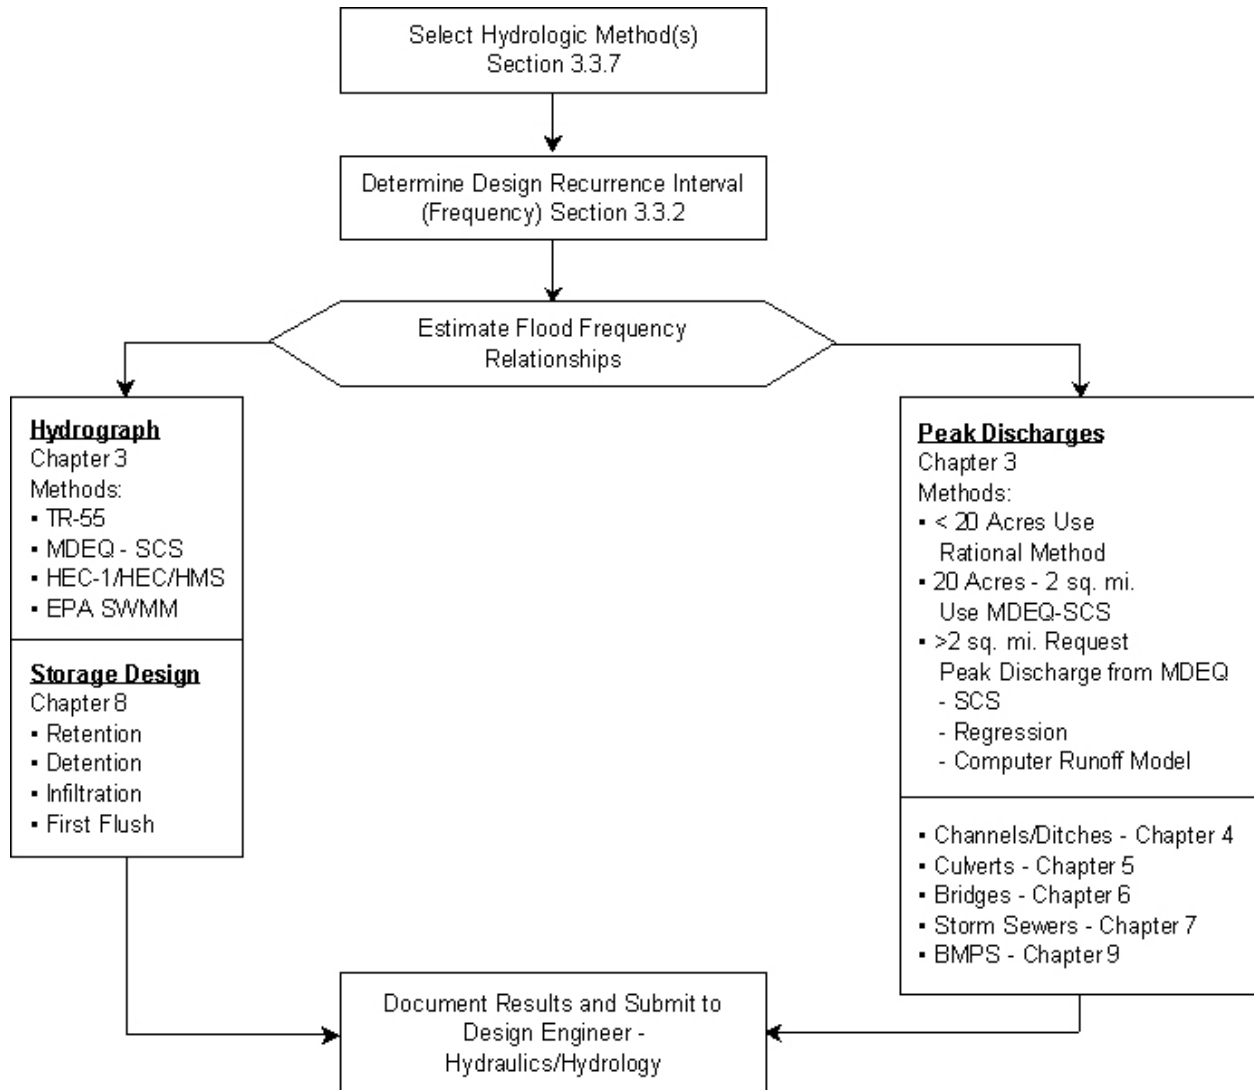 Select Hydrologic Method(s)
Section 3.3.7
Determine Design Recurrence Interval
(Frequency) Section 3.3.2
Estimate Flood Frequency
Relationships
Hydrograph
Chapter 3
Methods:
▪ TR-55
▪ MDEQ - SCS
▪ HEC-1/HEC/HMS
▪ EPA SWMM
Storage Design
Chapter 8
▪ Retention
▪ Detention
▪ Infiltration
▪ First Flush
Peak Discharges
Chapter 3
Methods:
▪ < 20 Acres Use
Rational Method
▪ 20 Acres - 2 sq. mi.
Use MDEQ-SCS
▪ >2 sq. mi. Request
Peak Discharge from MDEQ
- SCS
- Regression
- Computer Runoff Model
▪ Channels/Ditches - Chapter 4
▪ Culverts - Chapter 5
▪ Bridges - Chapter 6
▪ Storm Sewers - Chapter 7
▪ BMPS - Chapter 9
Document Results and Submit to
Design Engineer -
Hydraulics/Hydrology